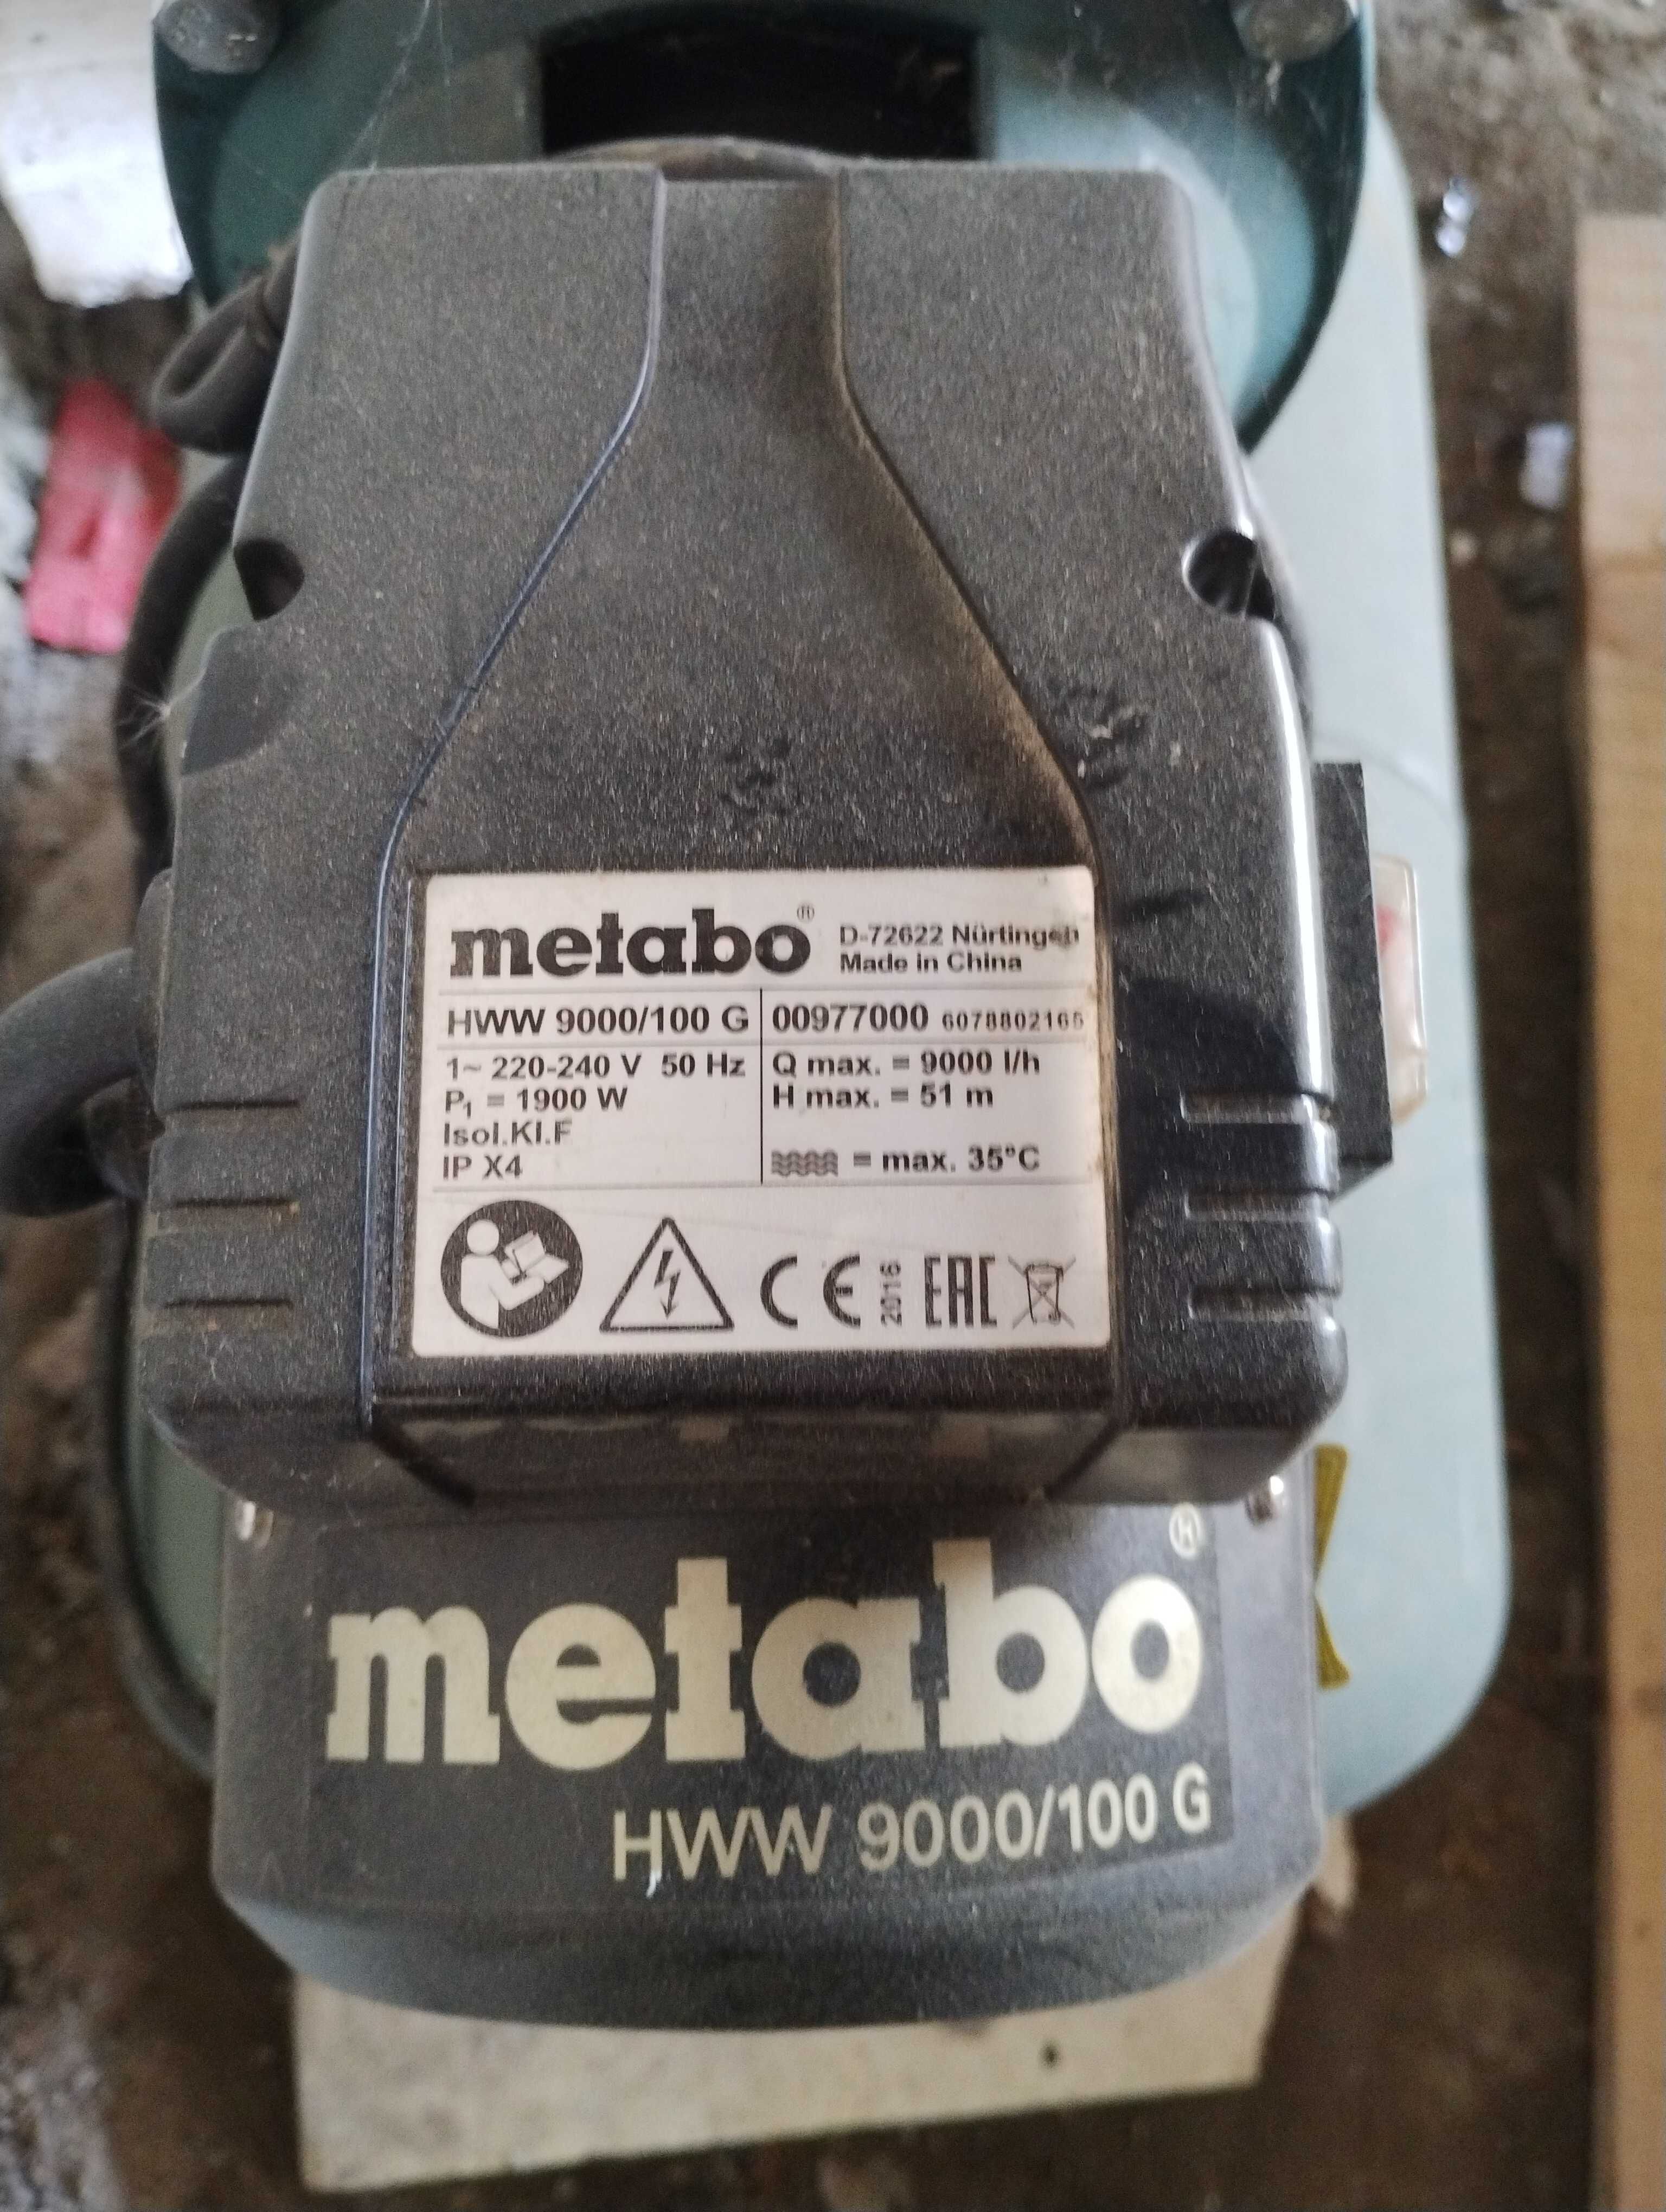 metabo®
D-72622 Nürtingen
Made in China
HWW 9000/100 G
00977000 6078802165
1~ 220-240 V 50 Hz
P₁ = 1900 W
Isol.Kl.F
IP X4
Q max. = 9000 l/h
H max. = 51 m
= max. 35°C
CE 2016 EAC
metabo®
HWW 9000/100 G